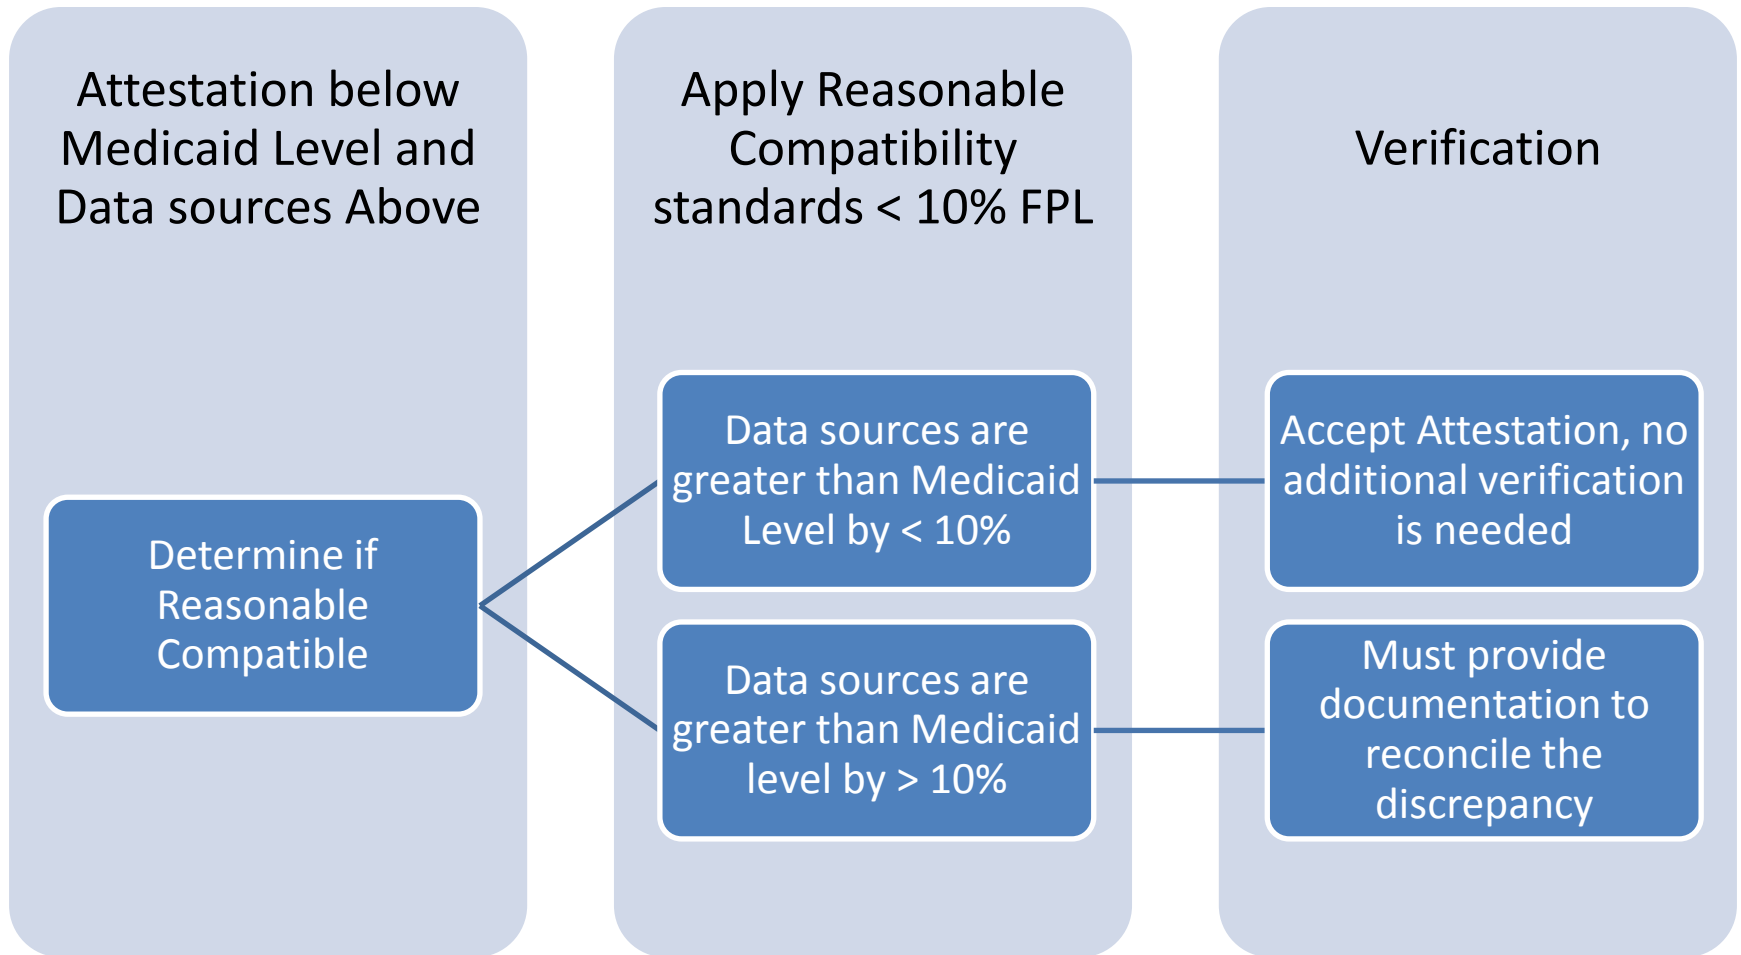 Attestation below
Medicaid Level and
Data sources Above
Determine if
Reasonable
Compatible
Apply Reasonable
Compatibility
standards < 10% FPL
Data sources are
greater than Medicaid
Level by < 10%
Data sources are
greater than Medicaid
level by > 10%
Verification
Accept Attestation, no
additional verification
is needed
Must provide
documentation to
reconcile the
discrepancy